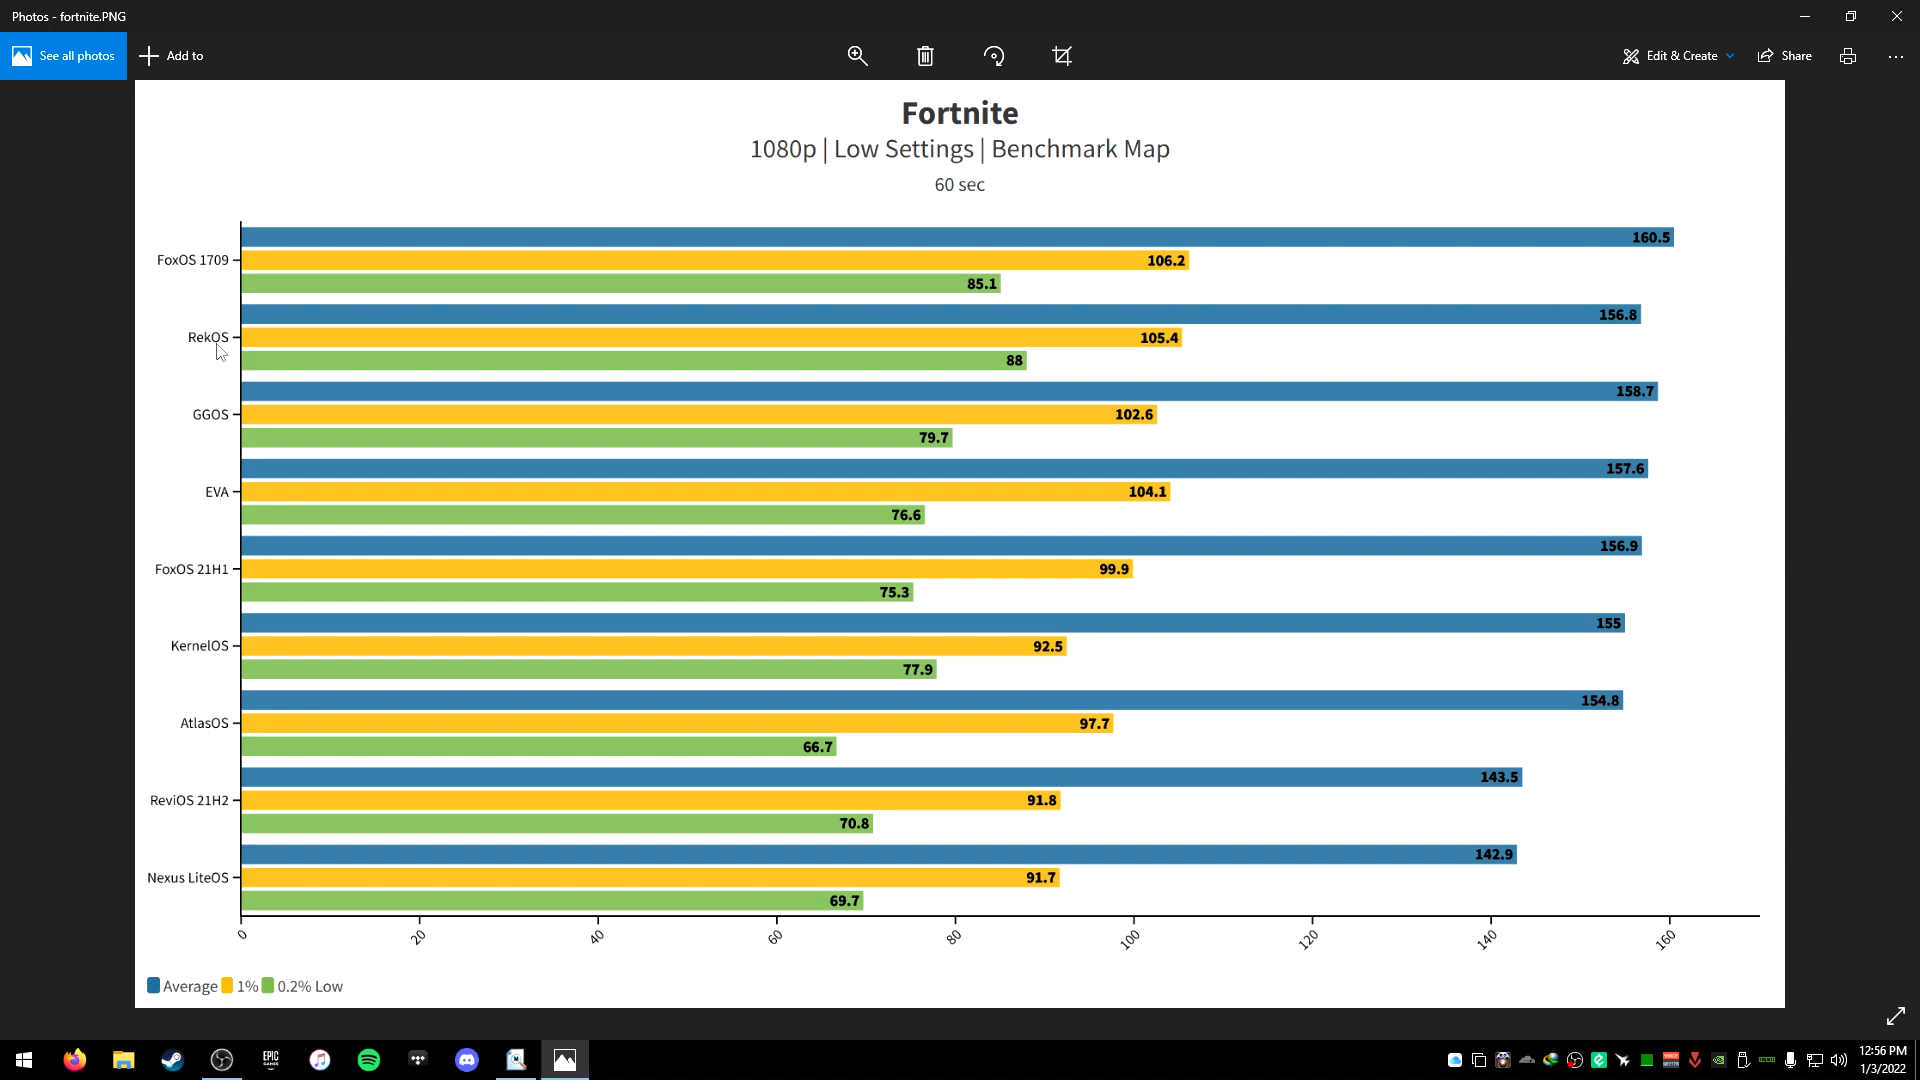 Photos - fortnite.PNG
See all photos
Add to
Edit & Create
Share
Fortnite
1080p | Low Settings | Benchmark Map
60 sec
160.5
FoxOS 1709
106.2
85.1
156.8
RekOS
105.4
88
158.7
GGOS
102.6
79.7
157.6
EVA
104.1
76.6
156.9
FoxOS 21H1
99.9
75.3
155
KernelOS
92.5
77.9
154.8
AtlasOS
97.7
66.7
143.5
ReviOS 21H2
91.8
70.8
142.9
Nexus LiteOS
91.7
69.7
0 20 40 60 80 100 120 140 160
Average 1% 0.2% Low
EPIC
GAMES
12:56 PM
1/3/2022